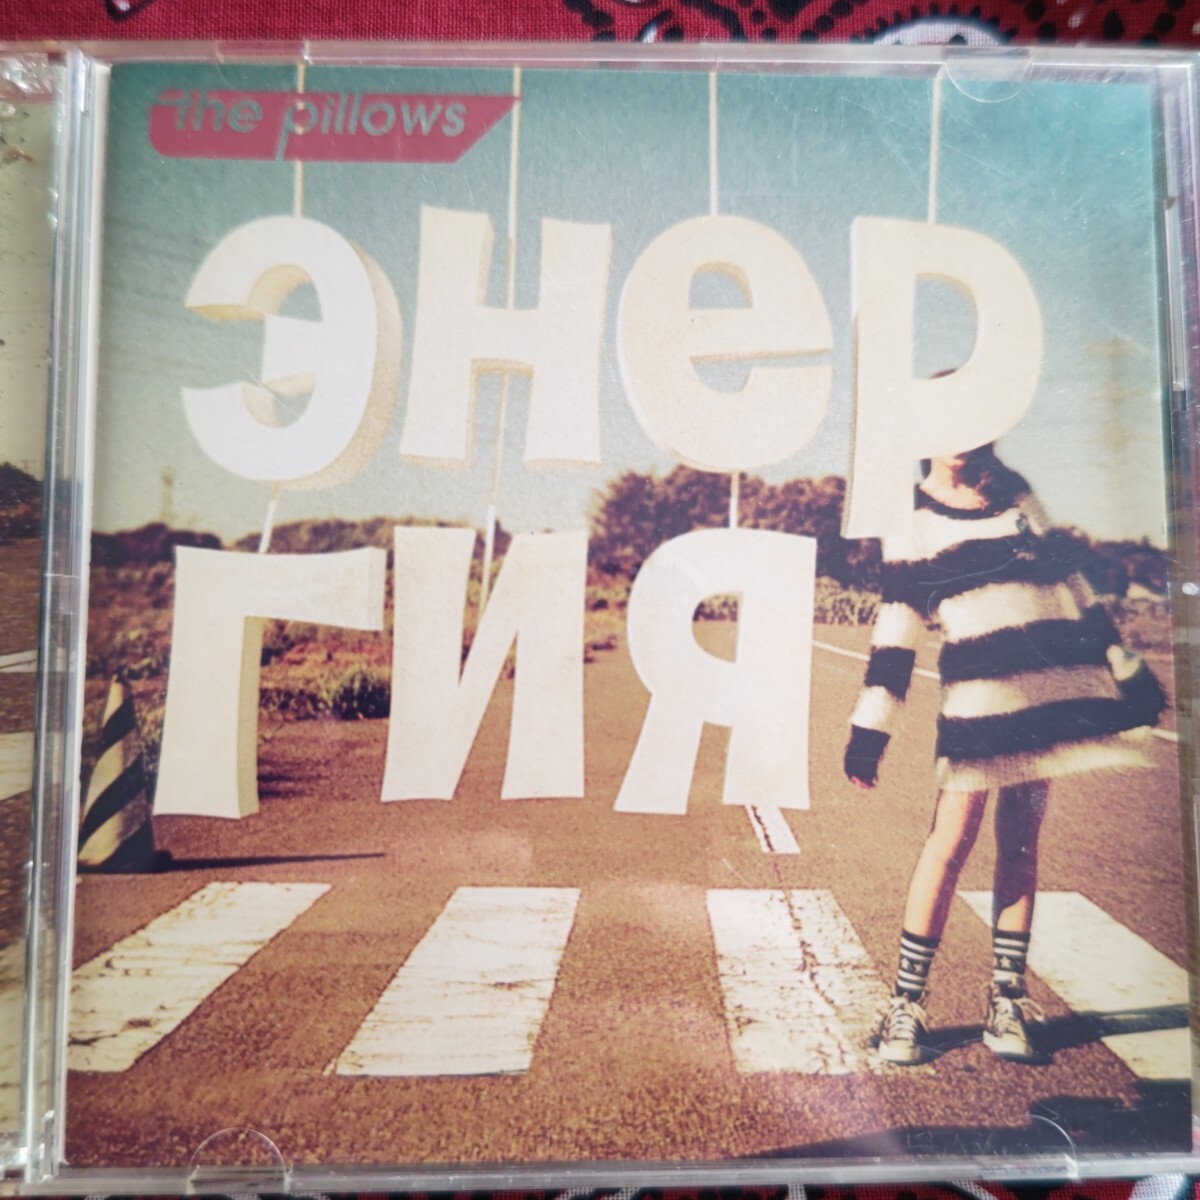 the pillows
энер
гия